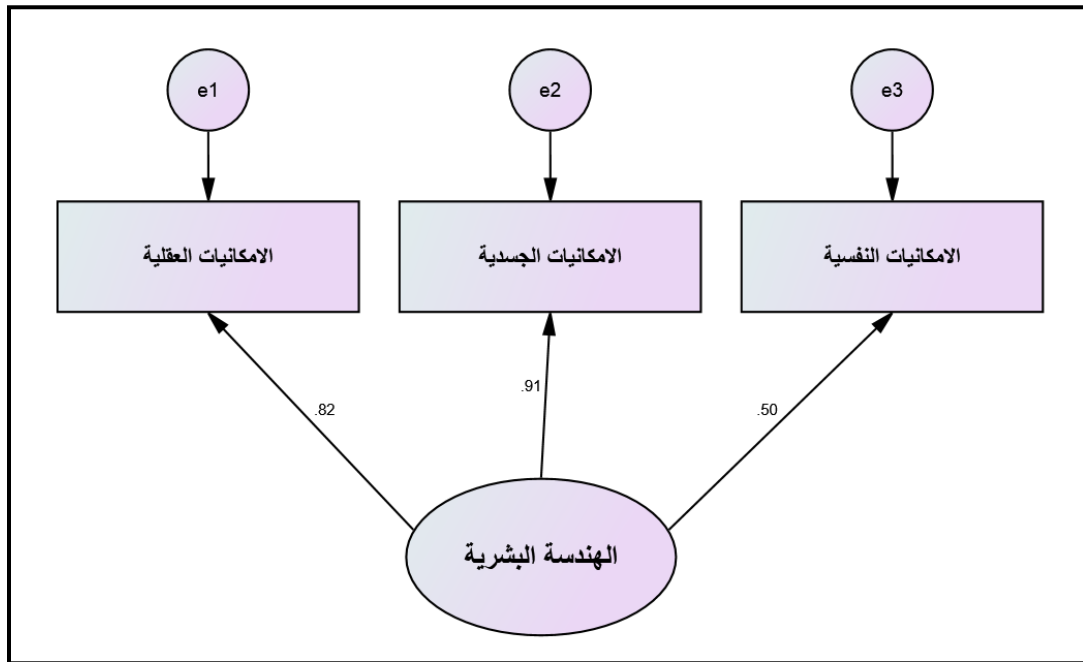 e1
e2
e3
الامكانيات العقلية
الامكانيات الجسدية
الامكانيات النفسية
.82
.91
.50
الهندسة البشرية